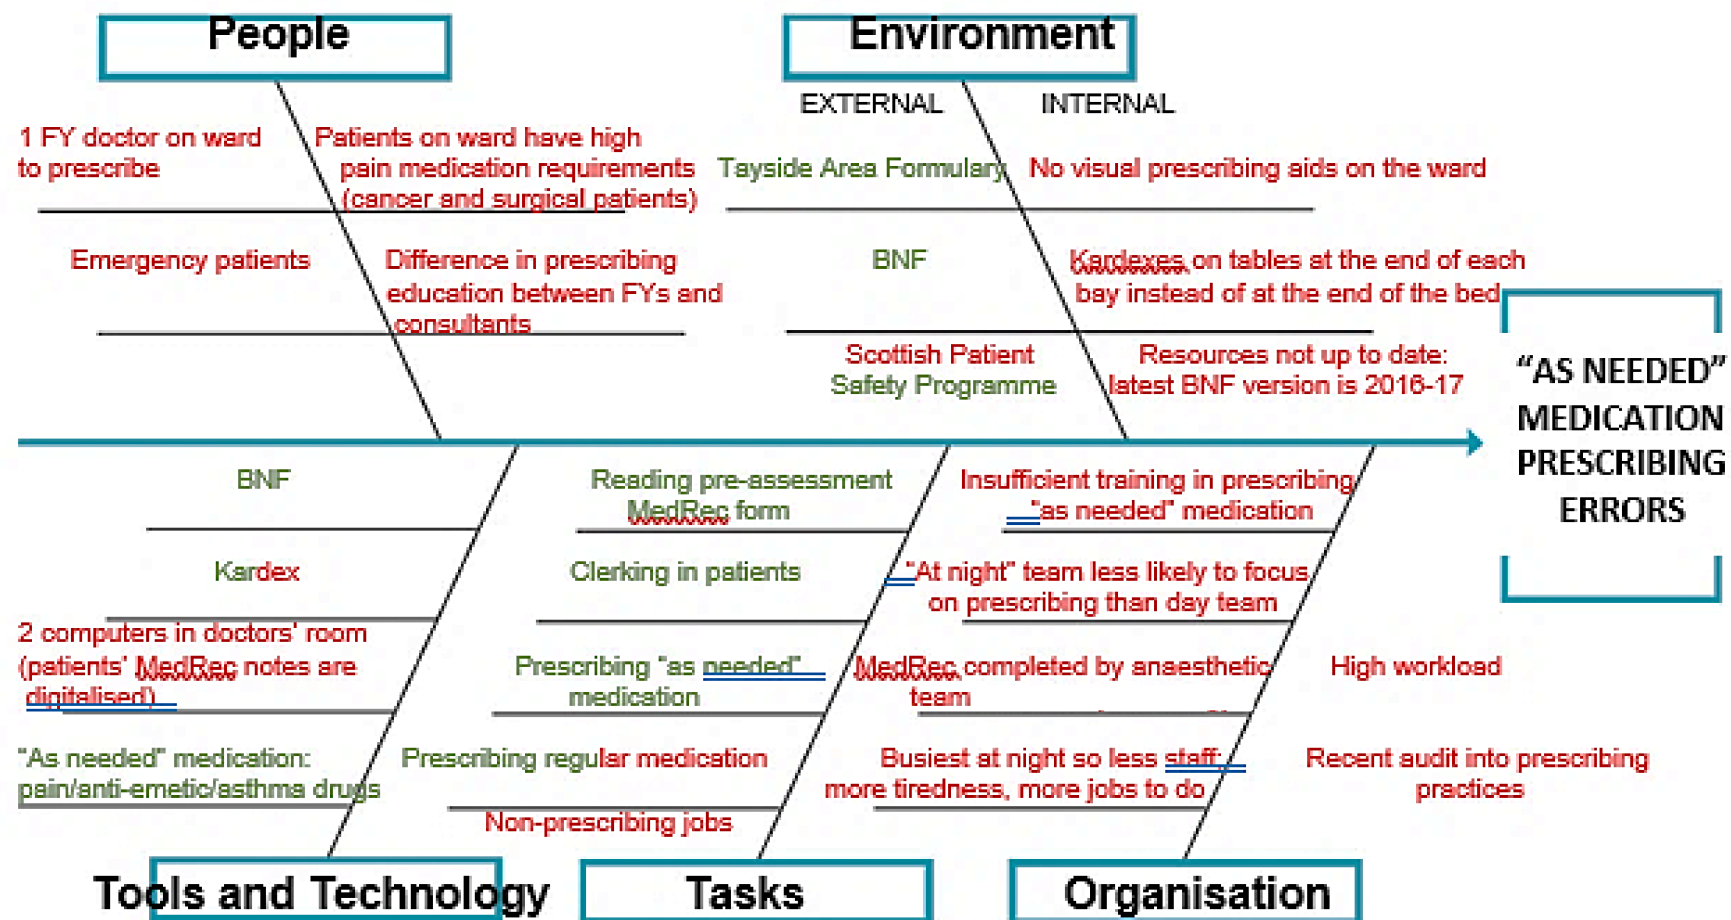 People
Environment
EXTERNAL
INTERNAL
1 FY doctor on ward
to prescribe
Patients on ward have high
pain medication requirements
(cancer and surgical patients)
Tayside Area Formulary
No visual prescribing aids on the ward
Emergency patients
Difference in prescribing
education between FYs and
consultants
BNF
Kardexes on tables at the end of each
bay instead of at the end of the bed
Scottish Patient
Safety Programme
Resources not up to date:
latest BNF version is 2016-17
“AS NEEDED”
MEDICATION
PRESCRIBING
ERRORS
BNF
Kardex
2 computers in doctors' room
(patients' MedRec notes are
digitalised)
"As needed" medication:
pain/anti-emetic/asthma drugs
Reading pre-assessment
MedRec form
Clerking in patients
Prescribing "as needed"
medication
Prescribing regular medication
Non-prescribing jobs
Insufficient training in prescribing
"as needed" medication
"At night" team less likely to focus
on prescribing than day team
MedRec completed by anaesthetic
team
Busiest at night so less staff,
more tiredness, more jobs to do
High workload
Recent audit into prescribing
practices
Tools and Technology
Tasks
Organisation